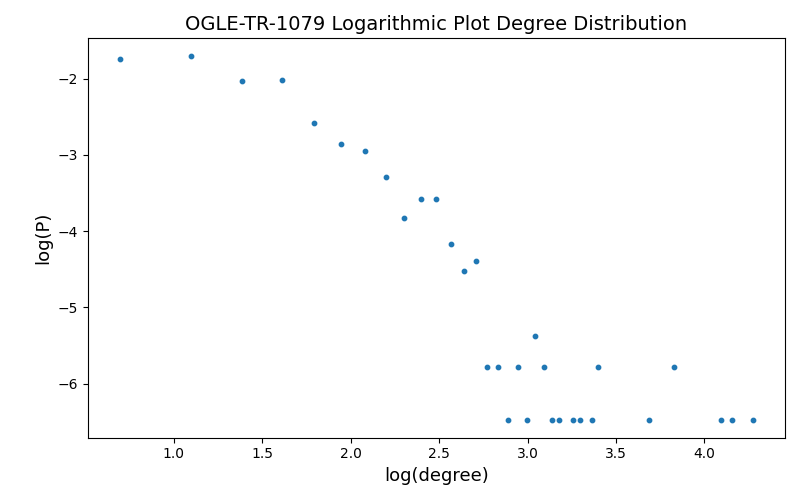 OGLE-TR-1079 Logarithmic Plot Degree Distribution
log(P)
−2
−3
−4
−5
−6
1.0 1.5 2.0 2.5 3.0 3.5 4.0
log(degree)